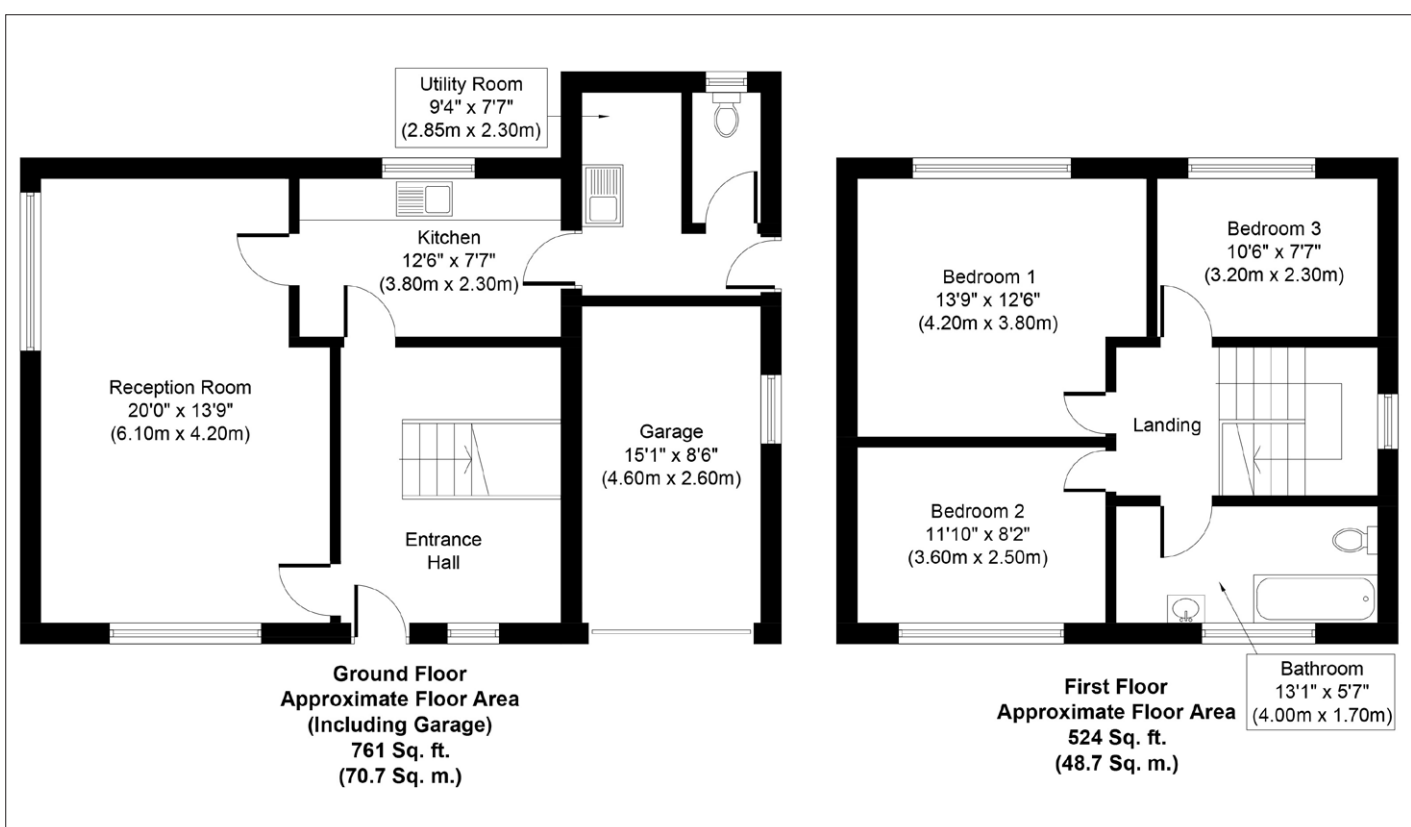 Utility Room
9'4" x 7'7"
(2.85m x 2.30m)
Kitchen
12'6" x 7'7"
(3.80m x 2.30m)
Reception Room
20'0" x 13'9"
(6.10m x 4.20m)
Garage
15'1" x 8'6"
(4.60m x 2.60m)
Entrance
Hall
Ground Floor
Approximate Floor Area
(Including Garage)
761 Sq. ft.
(70.7 Sq. m.)
Bedroom 1
13'9" x 12'6"
(4.20m x 3.80m)
Bedroom 3
10'6" x 7'7"
(3.20m x 2.30m)
Landing
Bedroom 2
11'10" x 8'2"
(3.60m x 2.50m)
Bathroom
13'1" x 5'7"
(4.00m x 1.70m)
First Floor
Approximate Floor Area
524 Sq. ft.
(48.7 Sq. m.)